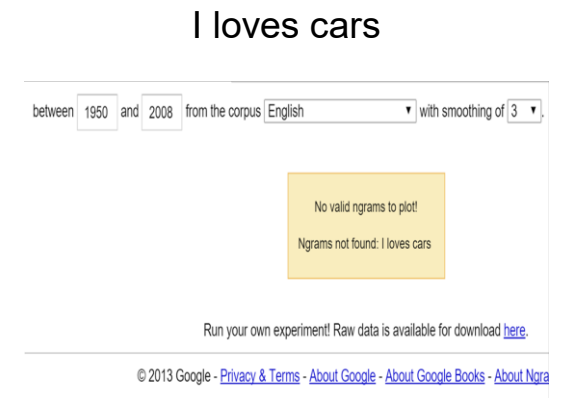 I loves cars
between 1950 and 2008 from the corpus English with smoothing of 3 .
No valid ngrams to plot!
Ngrams not found: I loves cars
Run your own experiment! Raw data is available for download here.
© 2013 Google - Privacy & Terms - About Google - About Google Books - About Ngra